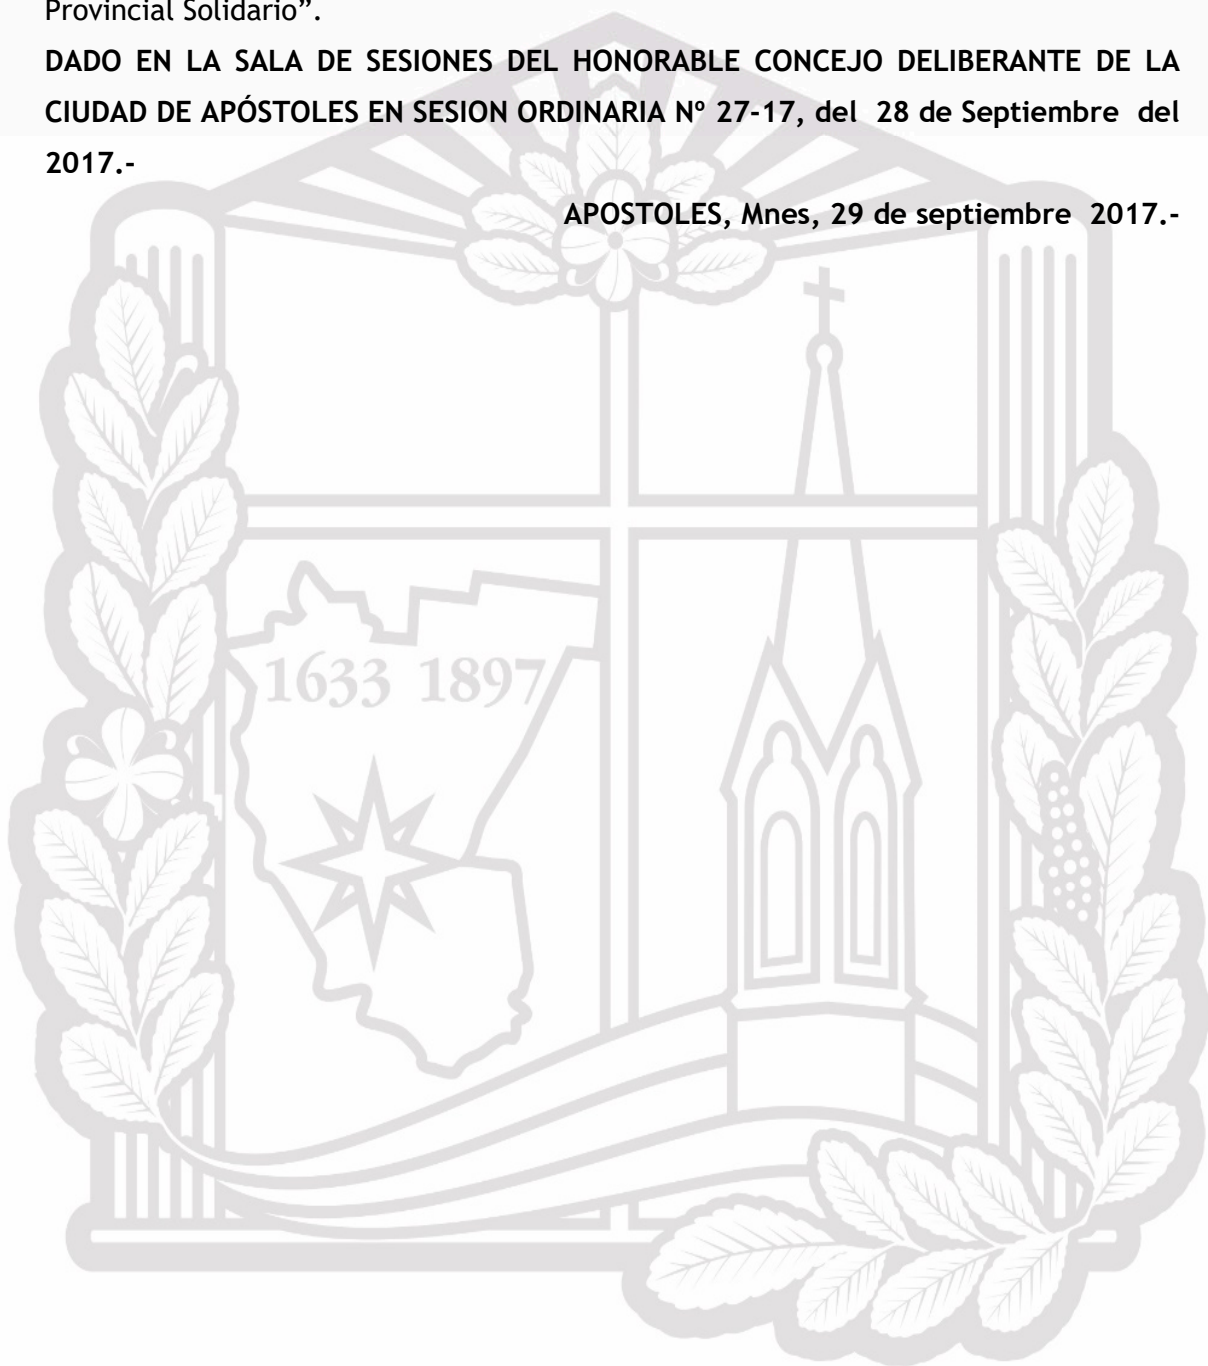 Provincial Solidario”.
DADO EN LA SALA DE SESIONES DEL HONORABLE CONCEJO DELIBERANTE DE LA
CIUDAD DE APÓSTOLES EN SESION ORDINARIA Nº 27-17, del 28 de Septiembre del
2017.-
APOSTOLES, Mnes, 29 de septiembre 2017.-
1633 1897